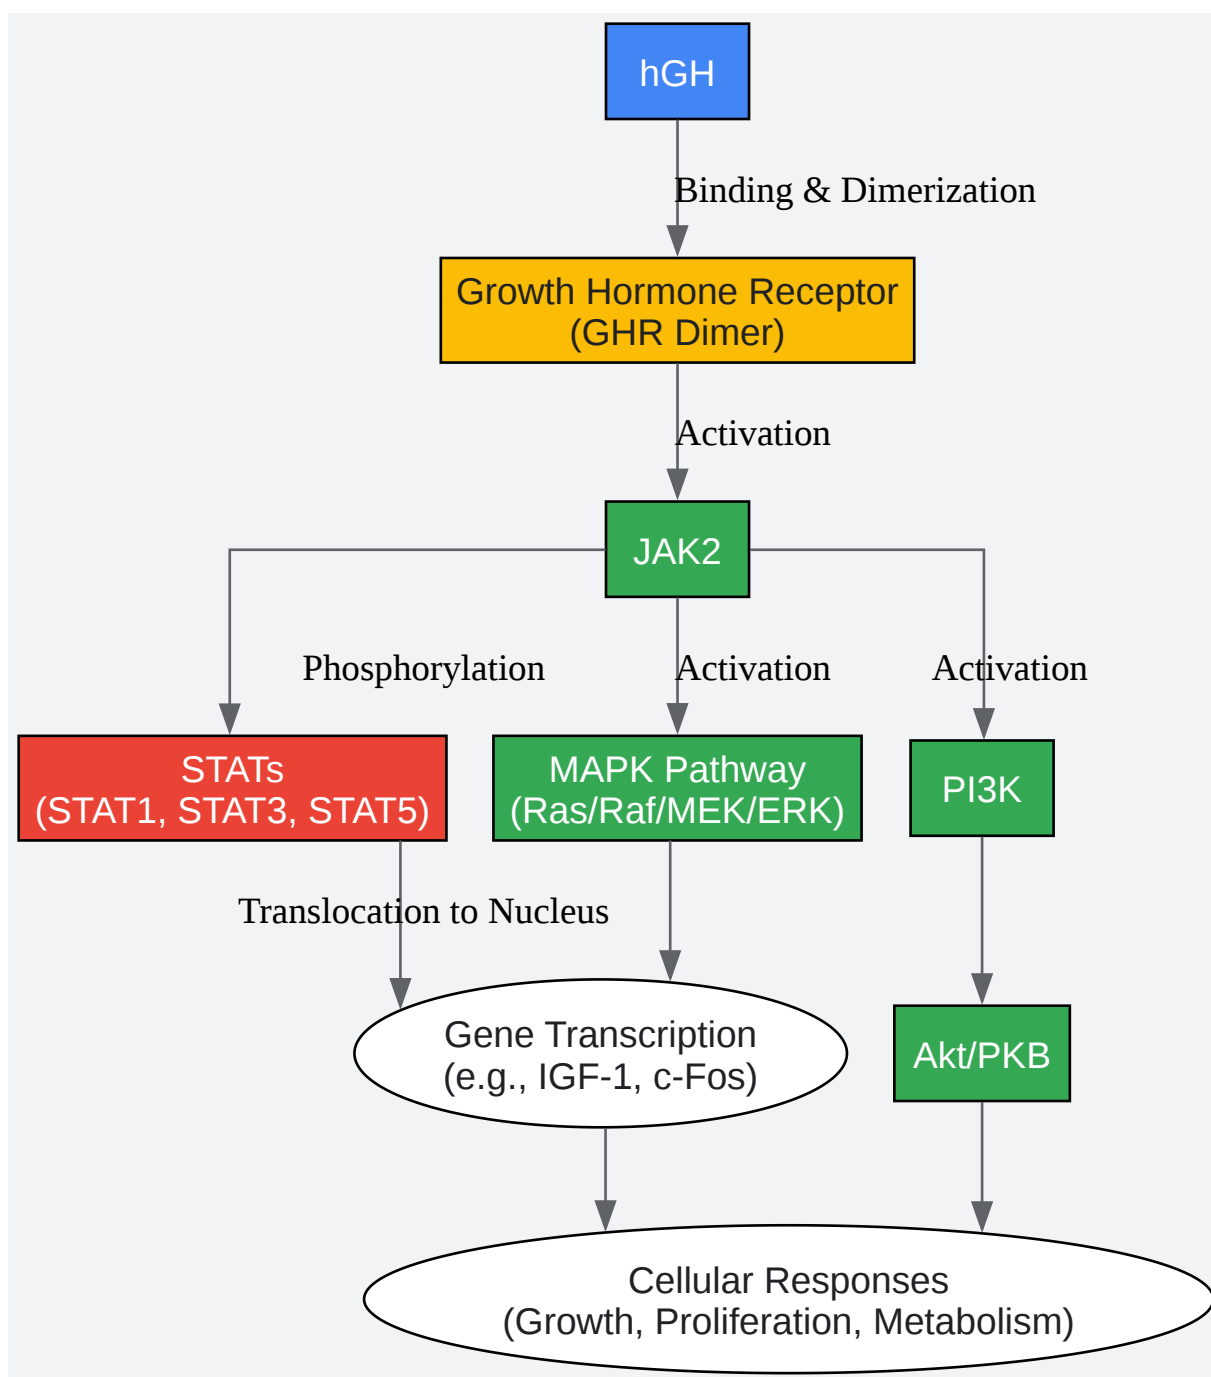 hGH
Binding & Dimerization
Growth Hormone Receptor
(GHR Dimer)
Activation
JAK2
Phosphorylation
Activation
Activation
STATs
(STAT1, STAT3, STAT5)
MAPK Pathway
(Ras/Raf/MEK/ERK)
PI3K
Translocation to Nucleus
Gene Transcription
(e.g., IGF-1, c-Fos)
Akt/PKB
Cellular Responses
(Growth, Proliferation, Metabolism)